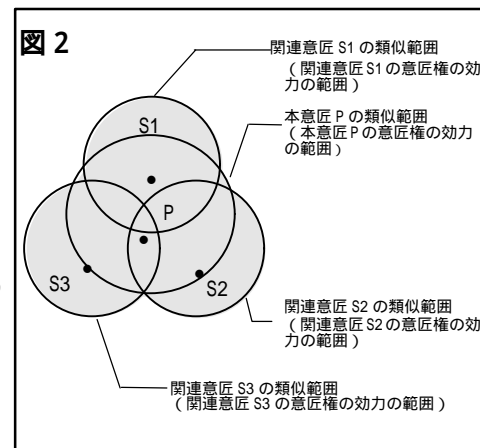 図 2
関連意匠 S1 の類似範囲
（関連意匠 S1 の意匠権の効
力の範囲）
本意匠 P の類似範囲
（本意匠 P の意匠権の効力
の範囲）
S1
P
S3
S2
関連意匠 S2 の類似範囲
（関連意匠 S2 の意匠権の効
力の範囲）
関連意匠 S3 の類似範囲
（関連意匠 S3 の意匠権の効力の範囲）